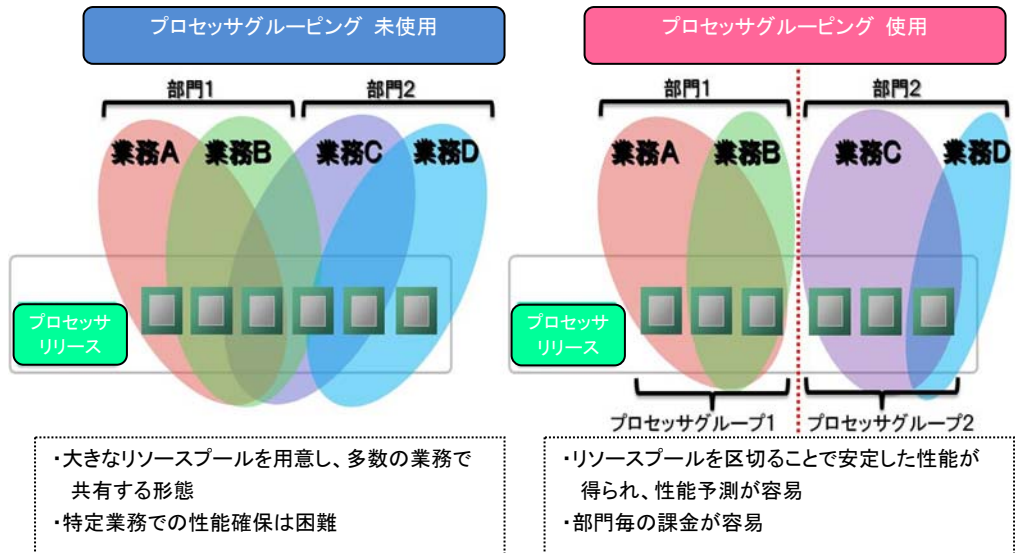 プロセッサグルーピング 未使用
部門1
部門2
業務A
業務B
業務C
業務D
プロセッサ
リリース
・大きなリソースプールを用意し、多数の業務で
共有する形態
・特定業務での性能確保は困難
プロセッサグルーピング 使用
部門1
部門2
業務A
業務B
業務C
業務D
プロセッサ
リリース
プロセッサグループ1
プロセッサグループ2
・リソースプールを区切ることで安定した性能が
得られ、性能予測が容易
・部門毎の課金が容易